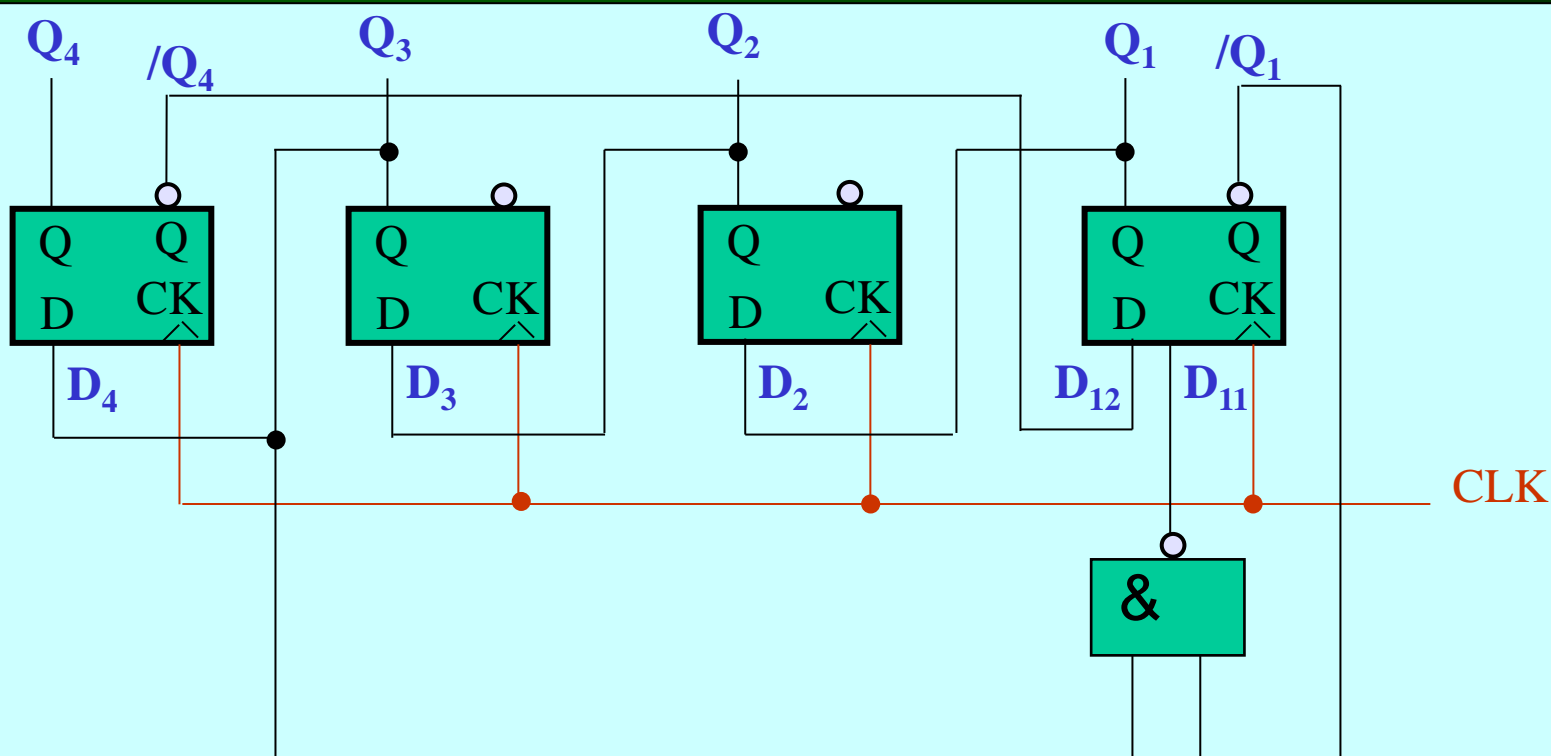 Q₄ /Q₄ Q₃ Q₂ Q₁ /Q₁
Q Q Q Q Q Q
D CK D CK D CK D CK
D₄ D₃ D₂ D₁₂ D₁₁
CLK
&